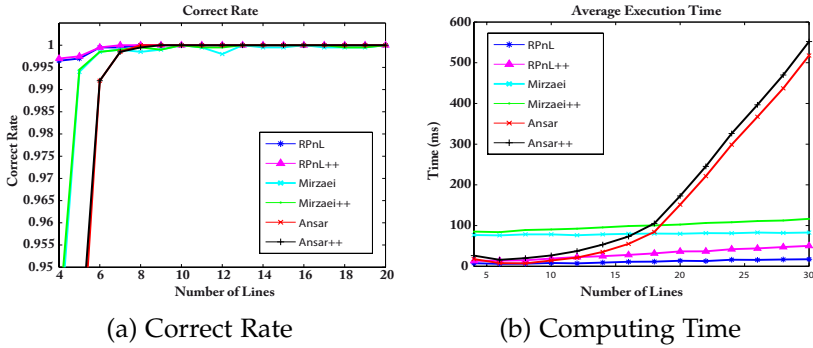 Correct Rate
1
0.995
0.99
0.985
0.98
0.975
0.97
0.965
0.96
0.955
0.95
Correct Rate
RPnL
RPnL++
Mirzaei
Mirzaei++
Ansar
Ansar++
4 6 8 10 12 14 16 18 20
Number of Lines
(a) Correct Rate
Average Execution Time
600
500
400
300
200
100
0
Time (ms)
RPnL
RPnL++
Mirzaei
Mirzaei++
Ansar
Ansar++
5 10 15 20 25 30
Number of Lines
(b) Computing Time